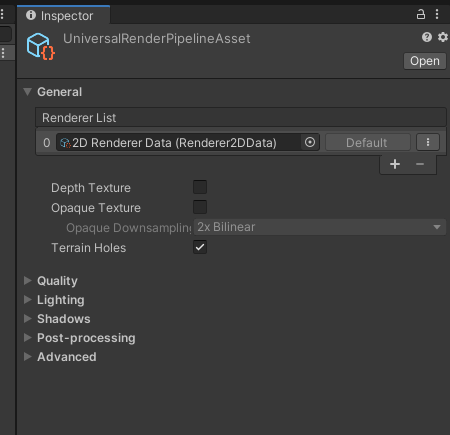 Inspector
UniversalRenderPipelineAsset
Open
General
Renderer List
0 2D Renderer Data (Renderer2DData) Default
Depth Texture
Opaque Texture
Opaque Downsampling 2x Bilinear
Terrain Holes
Quality
Lighting
Shadows
Post-processing
Advanced